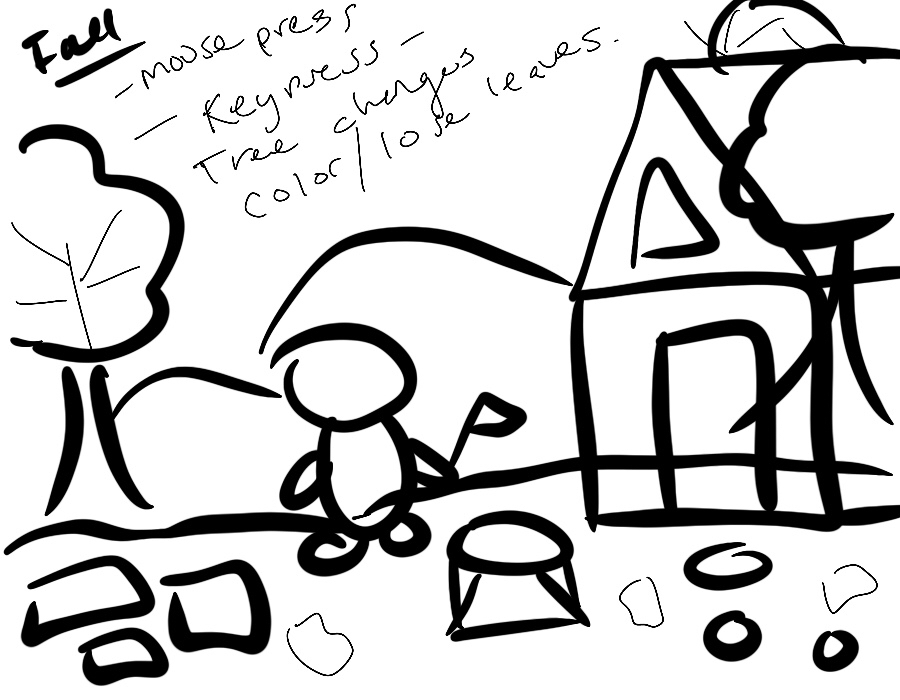 Fall
- mouse press
- Keypress -
Tree changes
color/lose leaves.